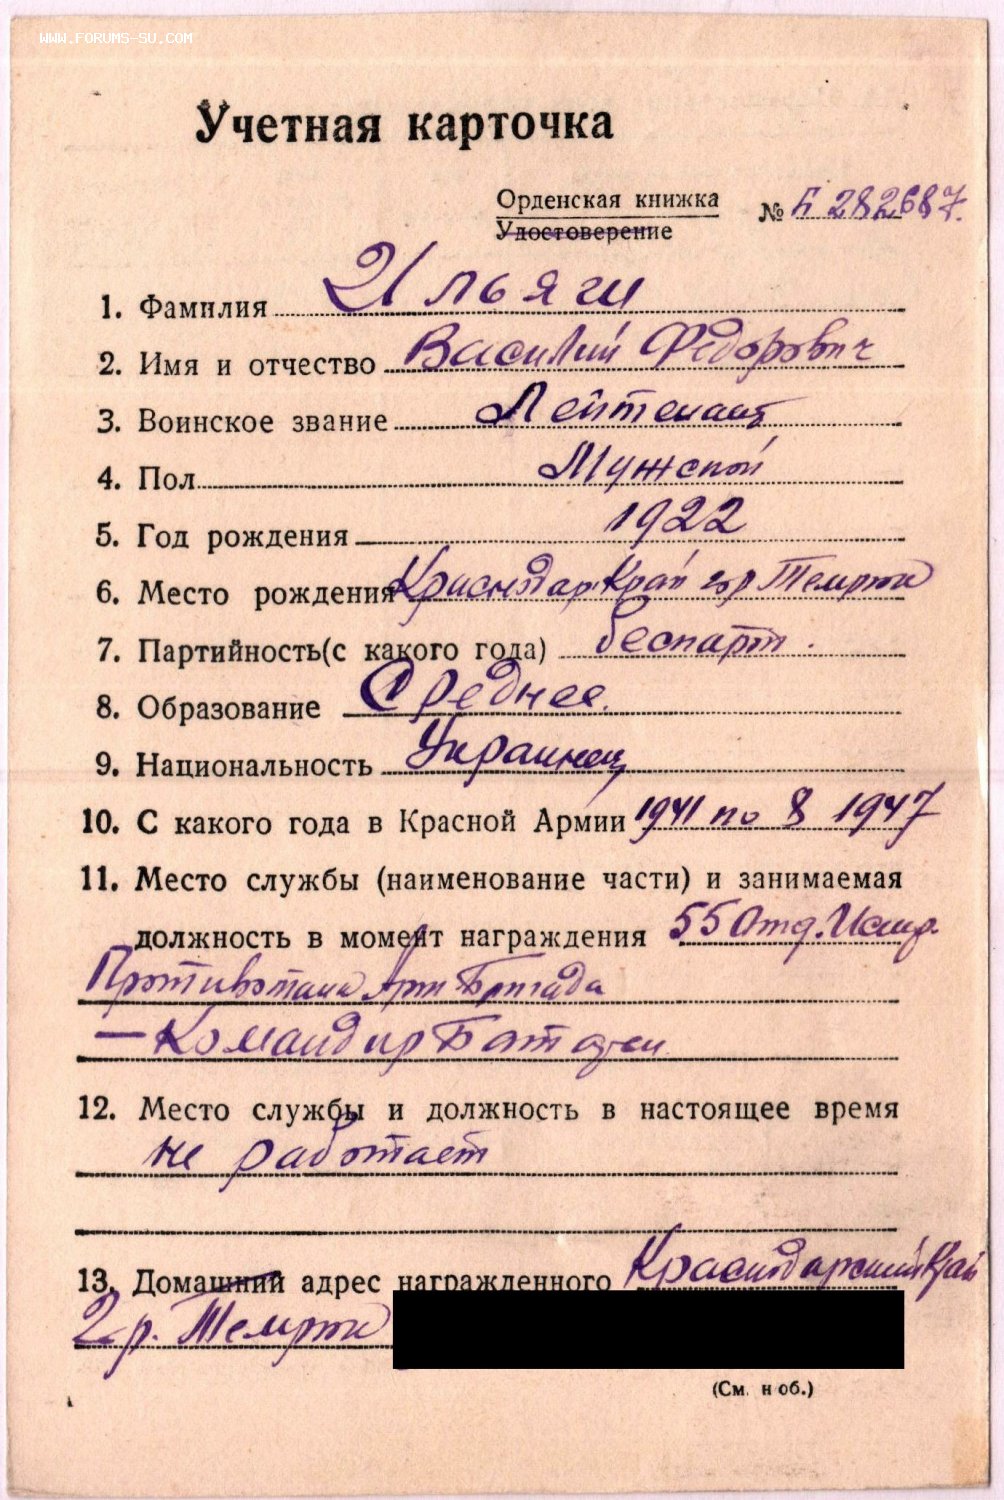 WWW.FORUMS-SU.COM
Учетная карточка
Орденская книжка
Удостоверение
№ Б 282687.
1. Фамилия Ильяги
2. Имя и отчество Василий Федорович
3. Воинское звание Лейтенант
4. Пол Мужской
5. Год рождения 1922
6. Место рождения Краснодар. Край гор Темрюк
7. Партийность(с какого года) беспарт.
8. Образование Среднее.
9. Национальность Украинец
10. С какого года в Красной Армии 1941 по 8 1947
11. Место службы (наименование части) и занимаемая
должность в момент награждения 55 Отд. Истр.
Противотанк Арт Бригада
— Командир Батареи
12. Место службы и должность в настоящее время
не работает
13. Домашний адрес награжденного Краснодарский Край
гр. Темрюк
(См. н об.)